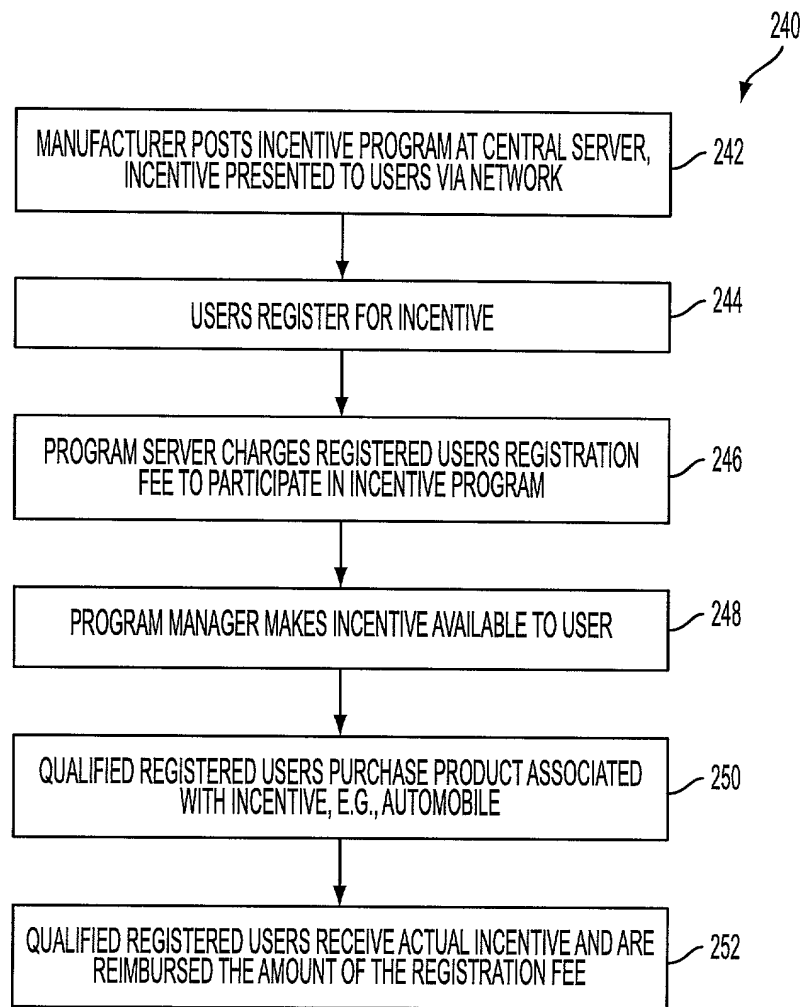 240
MANUFACTURER POSTS INCENTIVE PROGRAM AT CENTRAL SERVER,
INCENTIVE PRESENTED TO USERS VIA NETWORK
242
USERS REGISTER FOR INCENTIVE
244
PROGRAM SERVER CHARGES REGISTERED USERS REGISTRATION
FEE TO PARTICIPATE IN INCENTIVE PROGRAM
246
PROGRAM MANAGER MAKES INCENTIVE AVAILABLE TO USER
248
QUALIFIED REGISTERED USERS PURCHASE PRODUCT ASSOCIATED
WITH INCENTIVE, E.G., AUTOMOBILE
250
QUALIFIED REGISTERED USERS RECEIVE ACTUAL INCENTIVE AND ARE
REIMBURSED THE AMOUNT OF THE REGISTRATION FEE
252